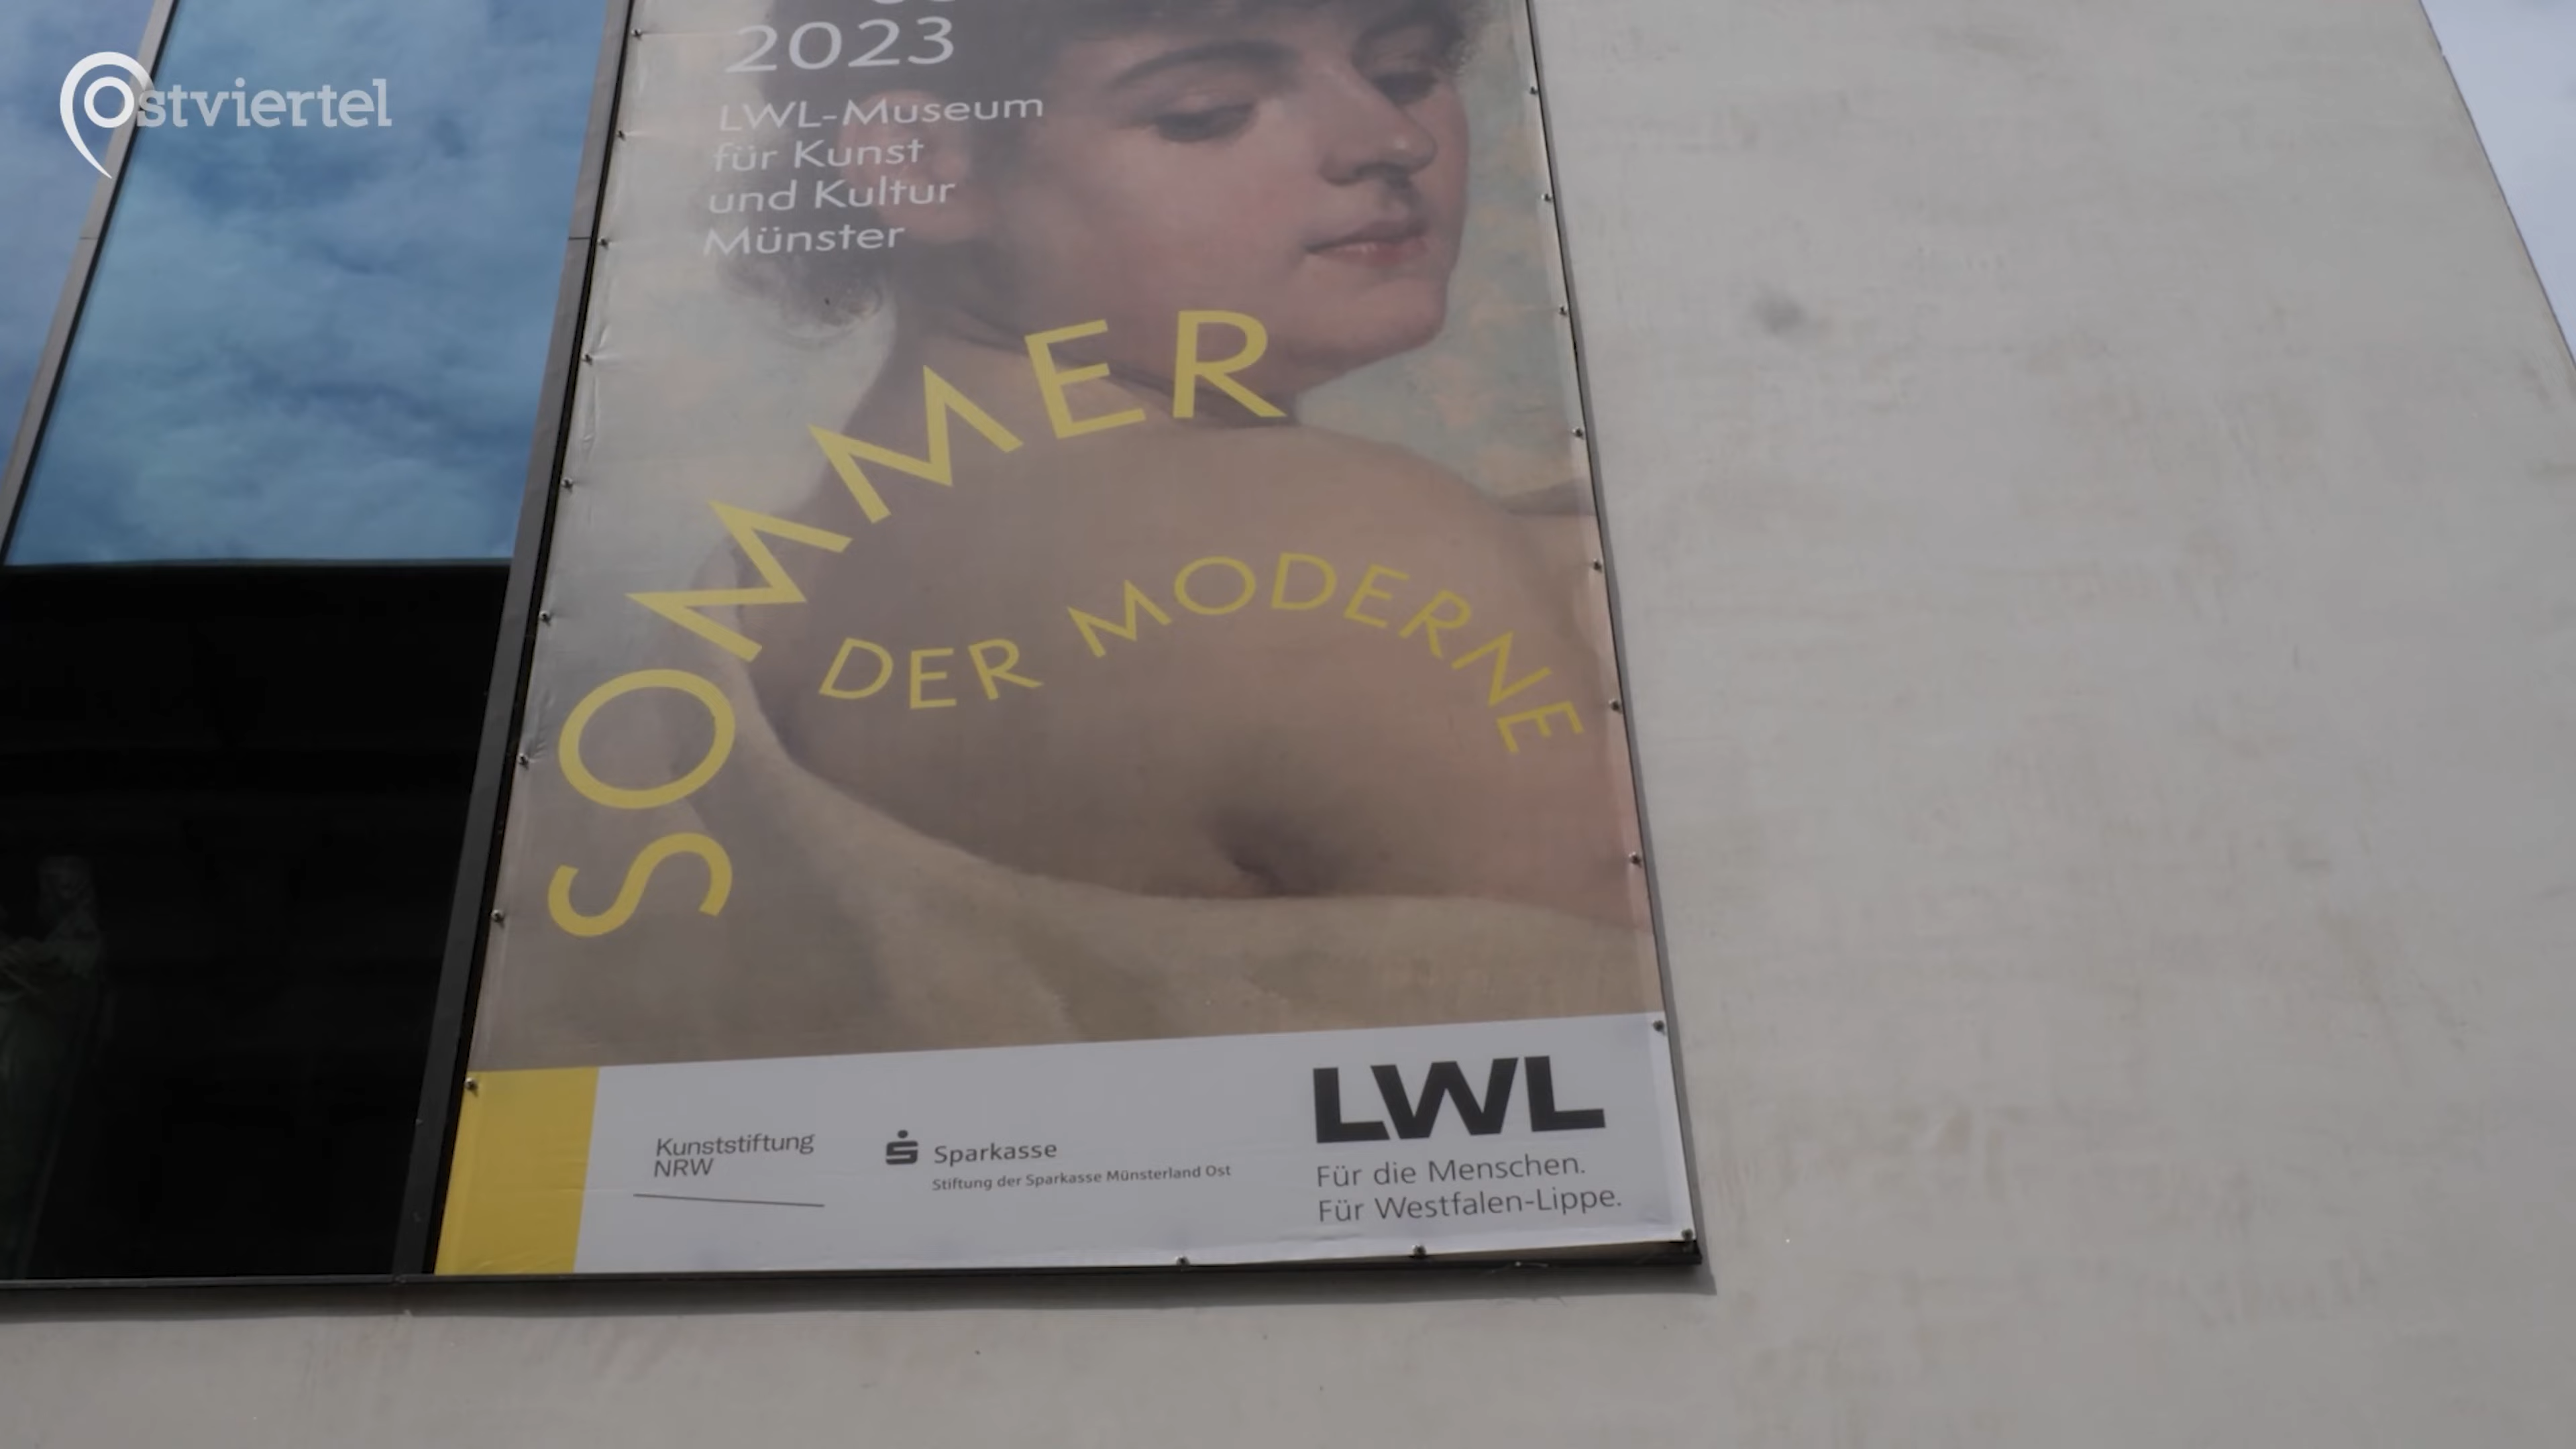 Ostviertel
2023
LWL-Museum
für Kunst
und Kultur
Münster
SOMMER
DER MODERNE
Kunststiftung
NRW
Sparkasse
Stiftung der Sparkasse Münsterland Ost
LWL
Für die Menschen.
Für Westfalen-Lippe.